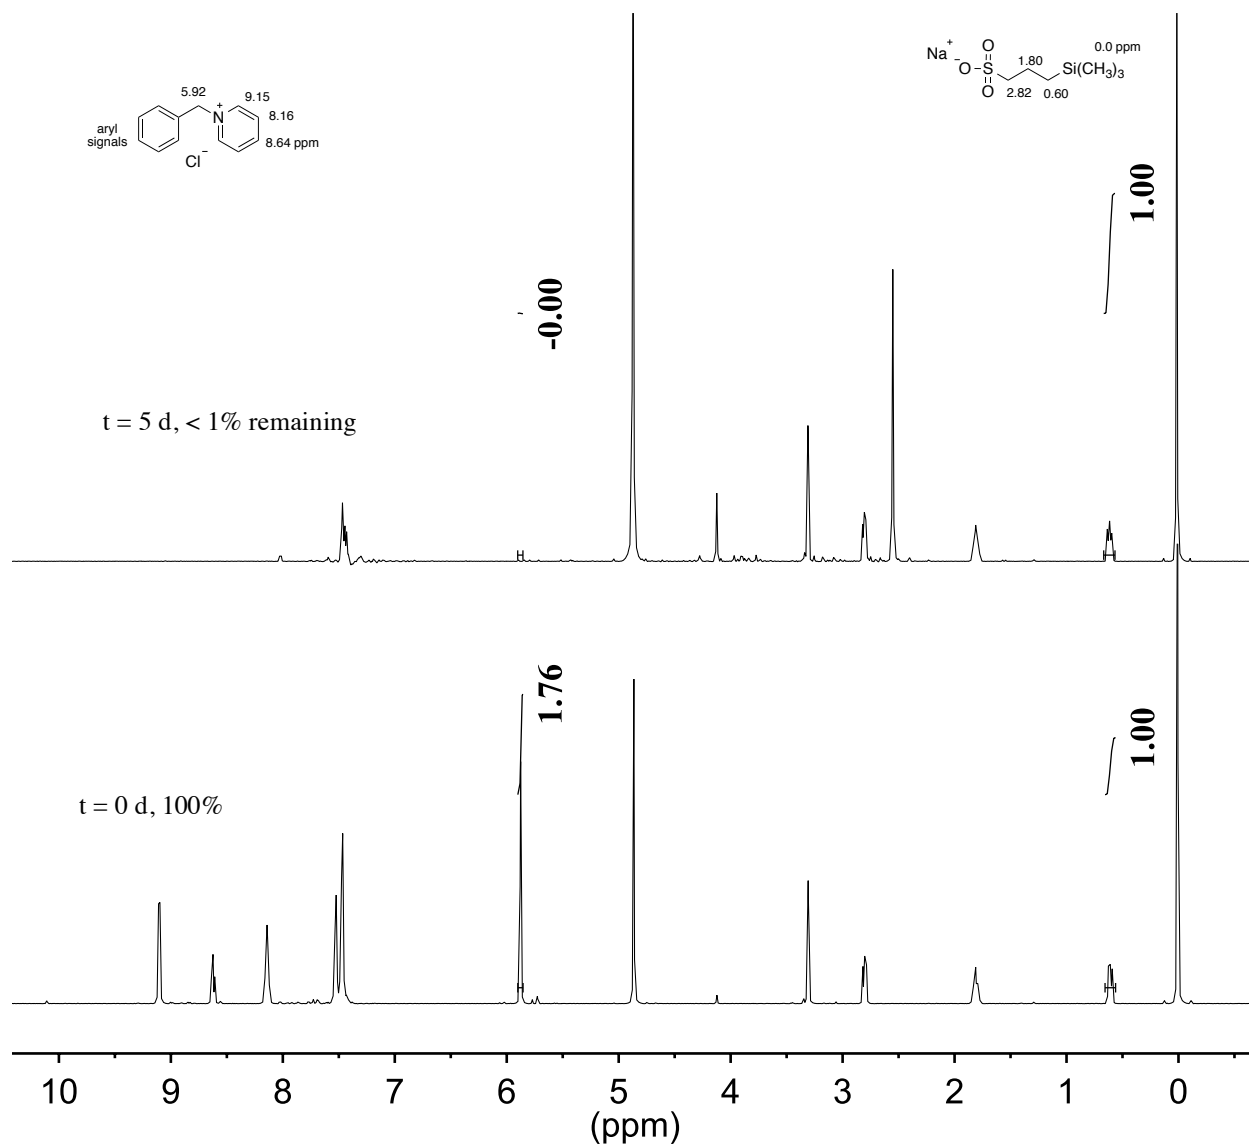 Na+
-O-S-Si(CH3)3
O
O
0.0 ppm
1.80
2.82
0.60
5.92
9.15
8.16
8.64 ppm
N+
Cl−
aryl
signals
1.00
-0.00
t = 5 d, < 1% remaining
1.76
1.00
t = 0 d, 100%
10 9 8 7 6 5 4 3 2 1 0
(ppm)